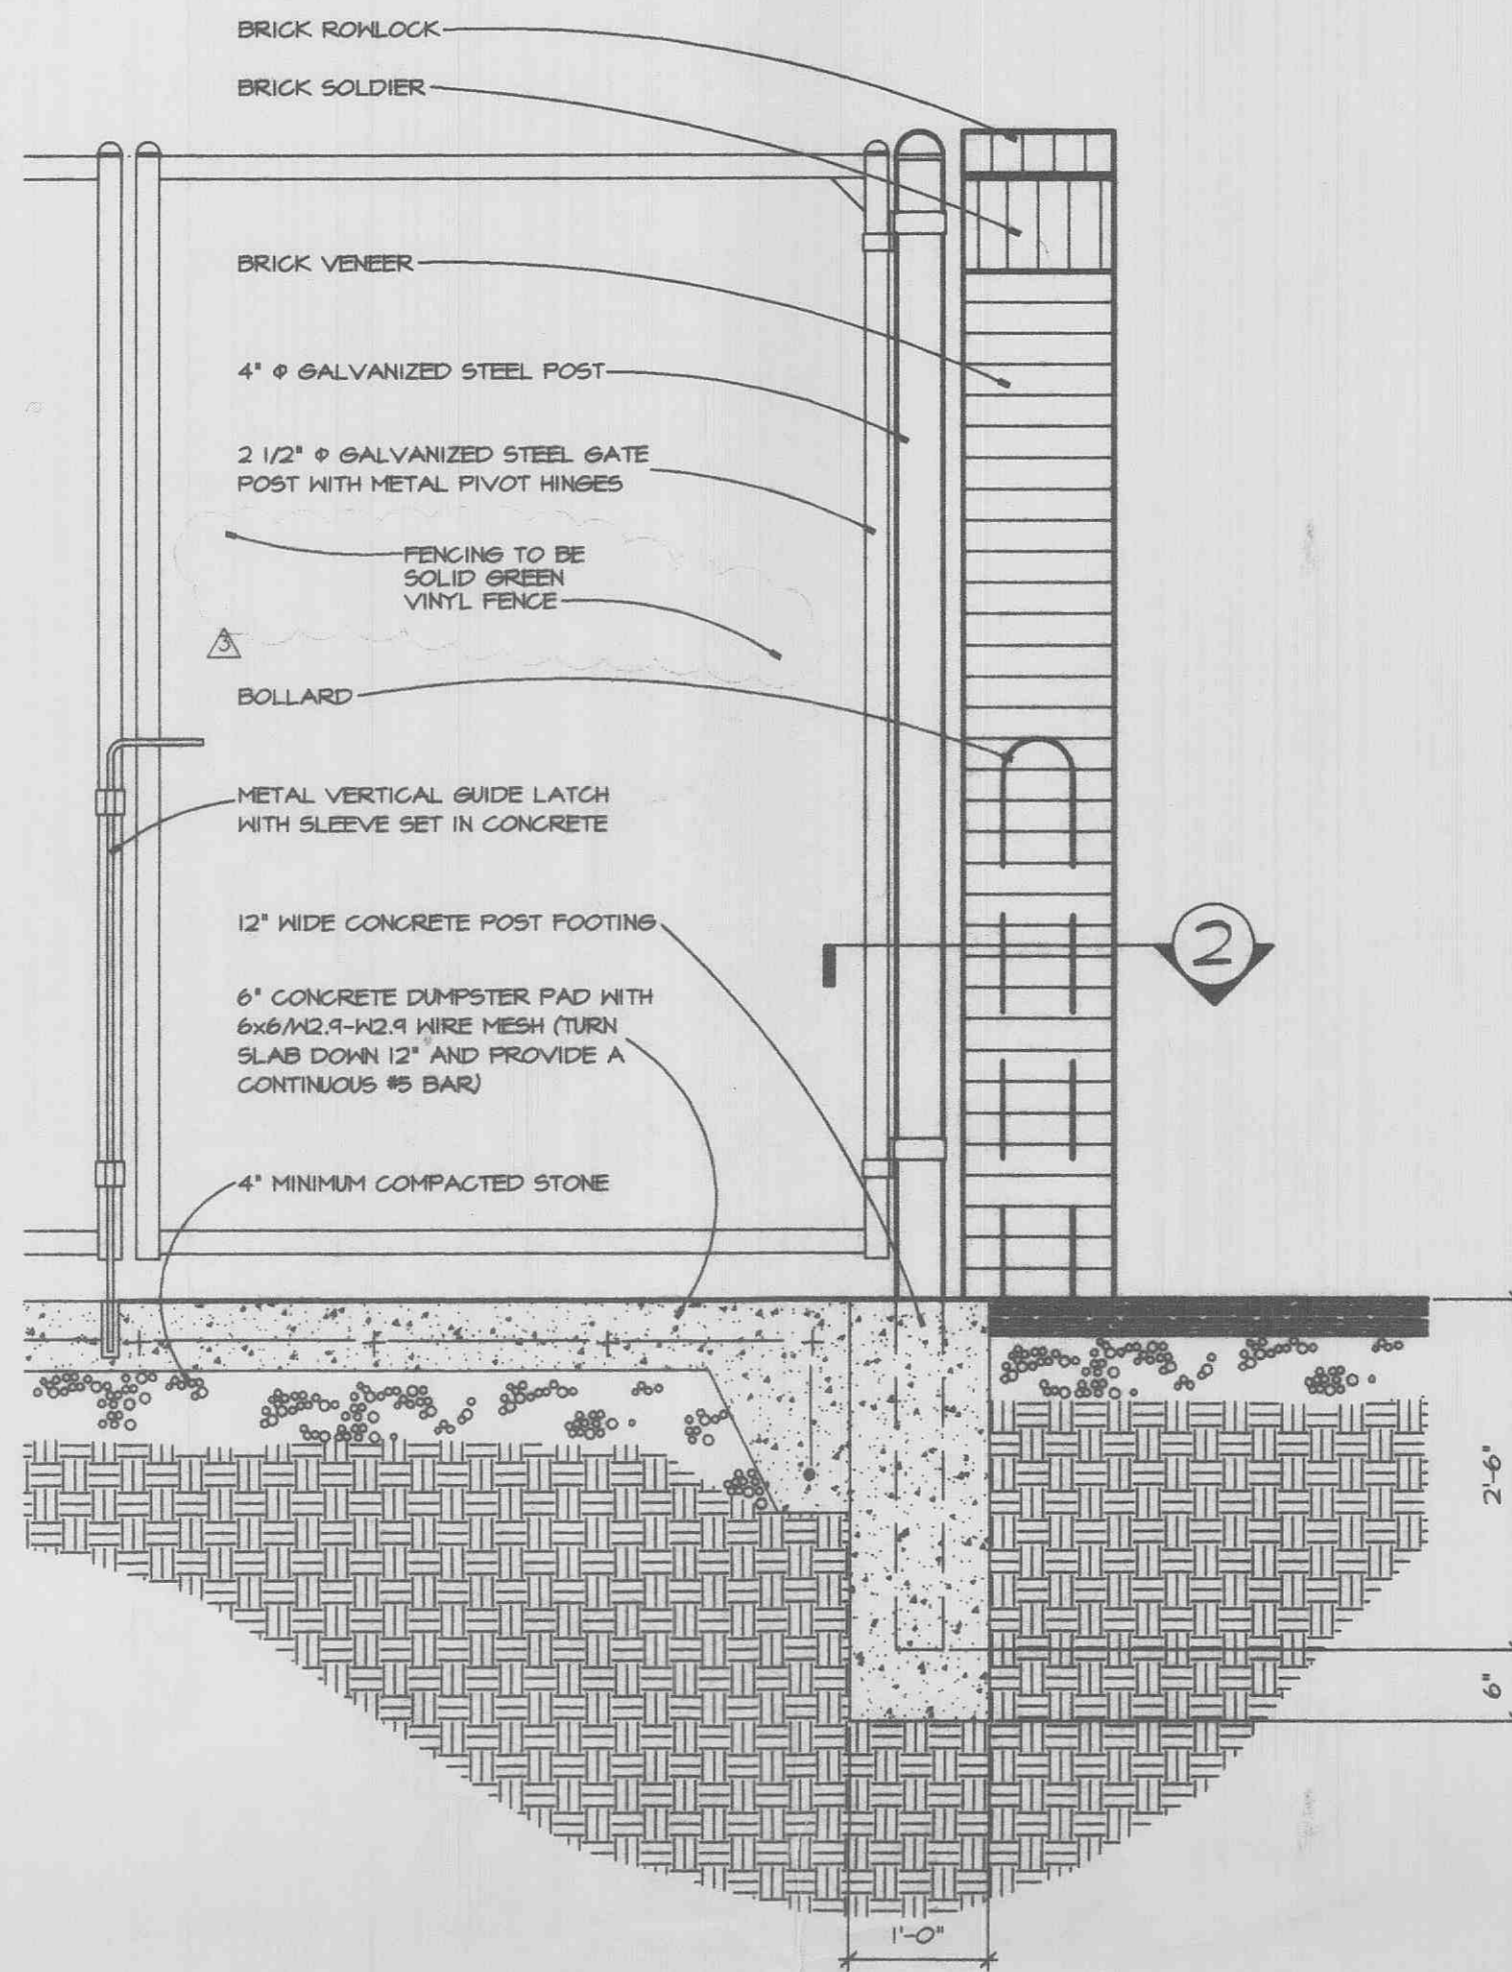 BRICK ROWLOCK
BRICK SOLDIER
BRICK VENEER
4" Φ GALVANIZED STEEL POST
2 1/2" Φ GALVANIZED STEEL GATE
POST WITH METAL PIVOT HINGES
FENCING TO BE
SOLID GREEN
VINYL FENCE
3
BOLLARD
METAL VERTICAL GUIDE LATCH
WITH SLEEVE SET IN CONCRETE
12" WIDE CONCRETE POST FOOTING
2
6" CONCRETE DUMPSTER PAD WITH
6x6/W2.9-W2.9 WIRE MESH (TURN
SLAB DOWN 12" AND PROVIDE A
CONTINUOUS #5 BAR)
4" MINIMUM COMPACTED STONE
2'-6"
6"
1'-0"